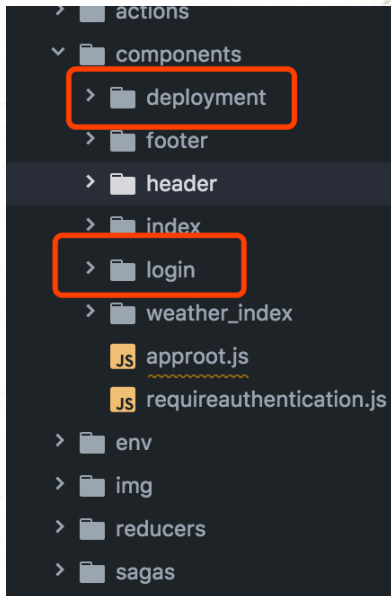 actions
components
deployment
footer
header
index
login
weather_index
JS approot.js
JS requireauthentication.js
env
img
reducers
sagas